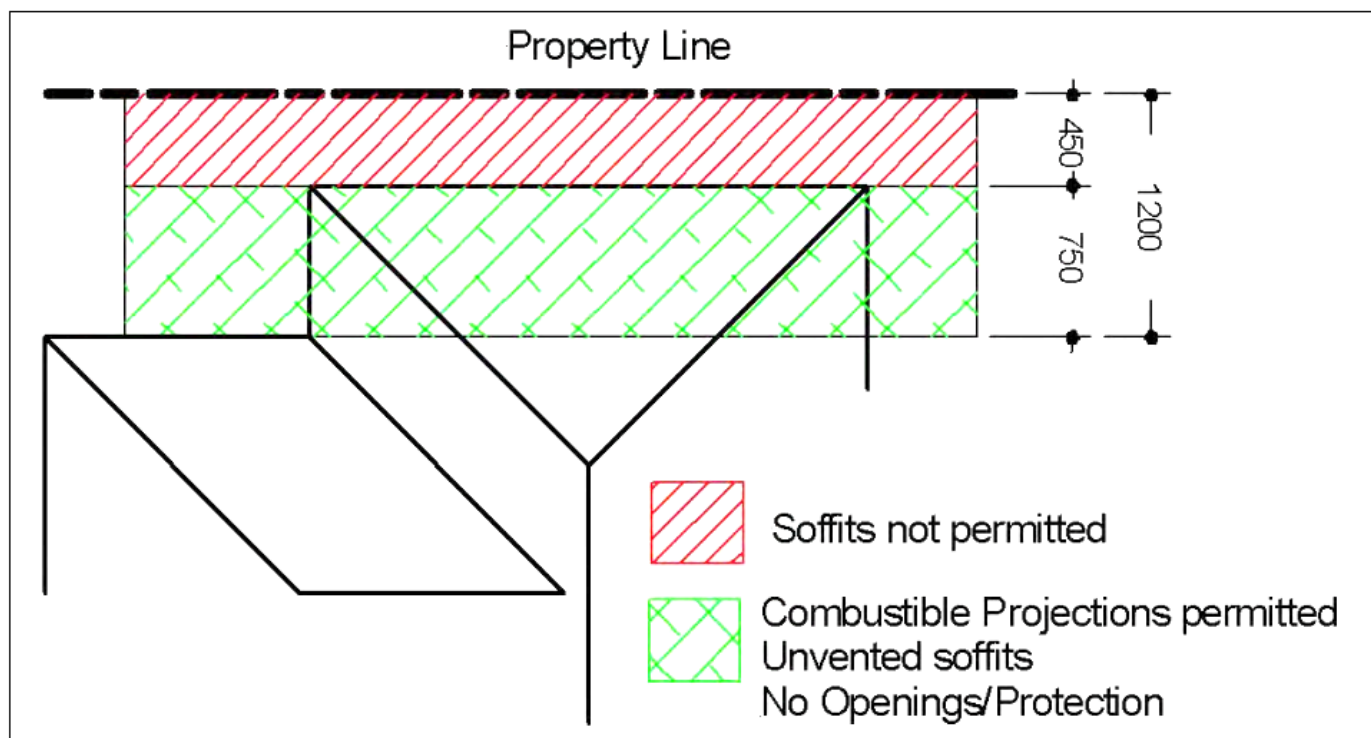 Property Line
450
1200
750
Soffits not permitted
Combustible Projections permitted
Unvented soffits
No Openings/Protection